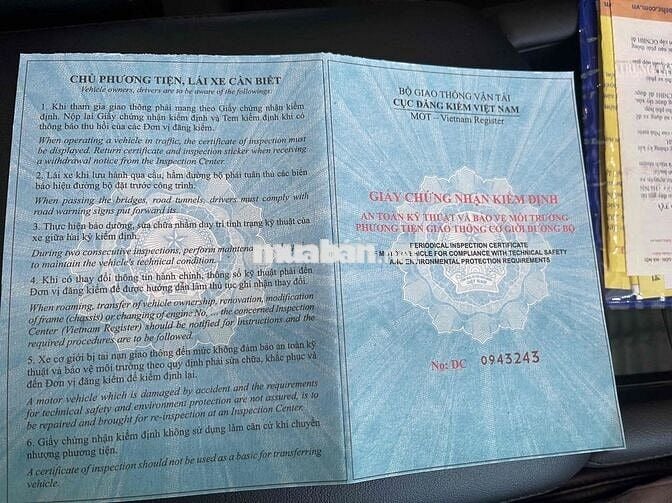 CHỦ PHƯƠNG TIỆN, LÁI XE CẦN BIẾT
Vehicle owners, drivers are to be aware of the followings:
1. Khi tham gia giao thông phải mang theo Giấy chứng nhận kiểm
định. Nộp lại Giấy chứng nhận kiểm định và Tem kiểm định khi có
thông báo thu hồi của các Đơn vị đăng kiểm.
When operating a vehicle in traffic, the certificate of inspection must
be displayed. Return certificate and inspection sticker when receiving
a withdrawal notice from the Inspection Center.
2. Lái xe khi lưu hành qua cầu, hầm đường bộ phải tuân thủ các biển
báo hiệu đường bộ đặt trước công trình.
When passing the bridges, road tunnels, drivers must comply with
road warning signs put forward its.
3. Thực hiện bảo dưỡng, sửa chữa nhằm duy trì tình trạng kỹ thuật của
xe giữa hai kỳ kiểm định.
During two consecutive inspections, perform
to maintain the vehicle's technical condition.
4. Khi có thay đổi thông tin hành chính, thông số kỹ thuật phải đến
Đơn vị đăng kiểm để được hướng dẫn làm thủ tục ghi nhận thay đổi.
When roaming, transfer of vehicle ownership, renovation, modification
of frame (chassis) or changing of engine No, ... the concerned Inspection
Center (Vietnam Register) should be notified for instructions and the
required procedures are to be followed.
5. Xe cơ giới bị tai nạn giao thông đến mức không đảm bảo an toàn kỹ
thuật và bảo vệ môi trường theo quy định phải sửa chữa, khắc phục và
đến Đơn vị đăng kiểm để kiểm định lại.
A motor vehicle which is damaged by accident and the requirements
for technical safety and environment protection are not assured, is to
be repaired and brought for re-inspection at an Inspection Center.
6. Giấy chứng nhận kiểm định không sử dụng làm căn cứ khi chuyển
nhượng phương tiện.
A certificate of inspection should not be used as a basic for transfering
vehicle.
BỘ GIAO THÔNG VẬN TẢI
CỤC ĐĂNG KIỂM VIỆT NAM
MOT – Vietnam Register
GIẤY CHỨNG NHẬN KIỂM ĐỊNH
AN TOÀN KỸ THUẬT VÀ BẢO VỆ MÔI TRƯỜNG
PHƯƠNG TIỆN GIAO THÔNG CƠ GIỚI ĐƯỜNG BỘ
PERIODICAL INSPECTION CERTIFICATE
VEHICLE FOR COMPLIANCE WITH TECHNICAL SAFETY
ENVIRONMENTAL PROTECTION REQUIREMENTS
VIỆT NAM
No: DC 0943243
muaban